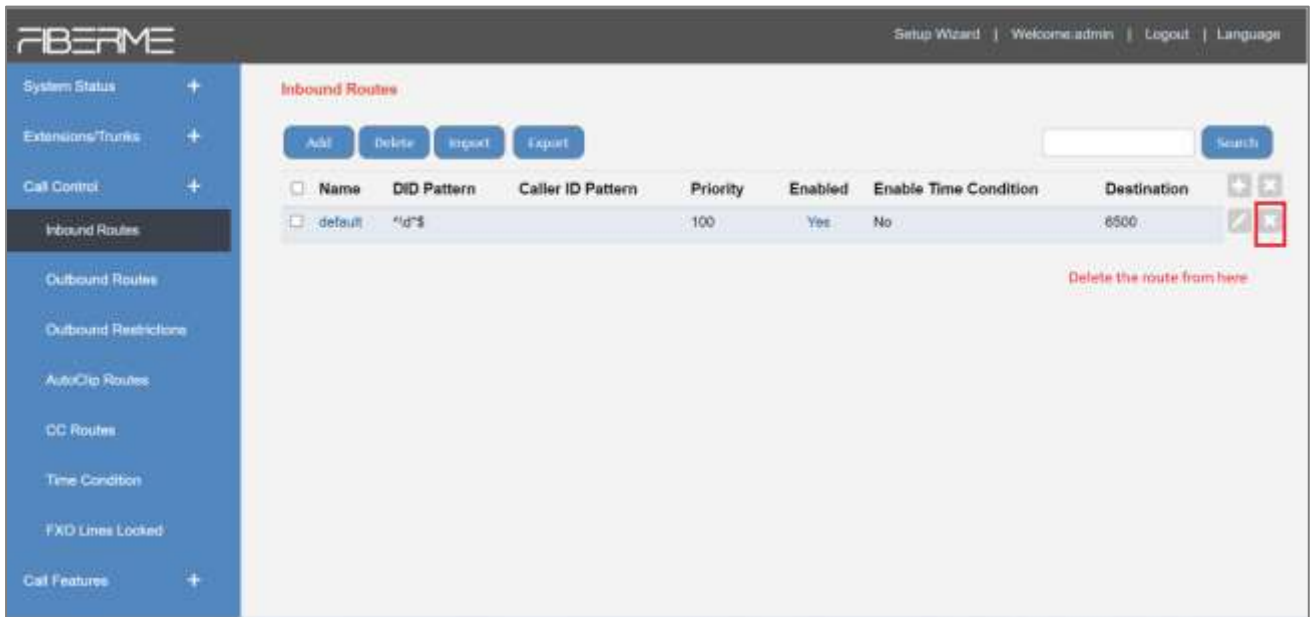 FIBERME
Setup Wizard | Welcome:admin | Logout | Language
System Status +
Extensions/Trunks +
Call Control +
Inbound Routes
Outbound Routes
Outbound Restrictions
AutoClip Routes
CC Routes
Time Condition
FXO Lines Looked
Call Features +
Inbound Routes
Add Delete Import Export Search
Name DID Pattern Caller ID Pattern Priority Enabled Enable Time Condition Destination
default 100 Yes No 6500
Delete the route from here